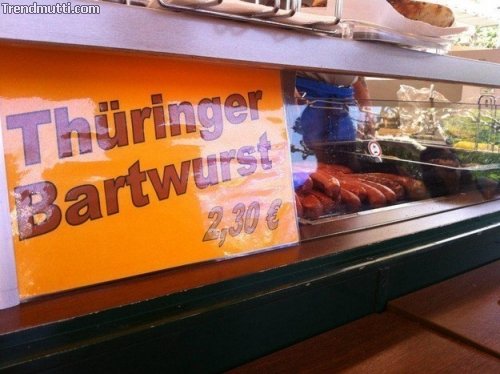 Trendmutti.com
Thüringer
Bartwurst
2,30 €